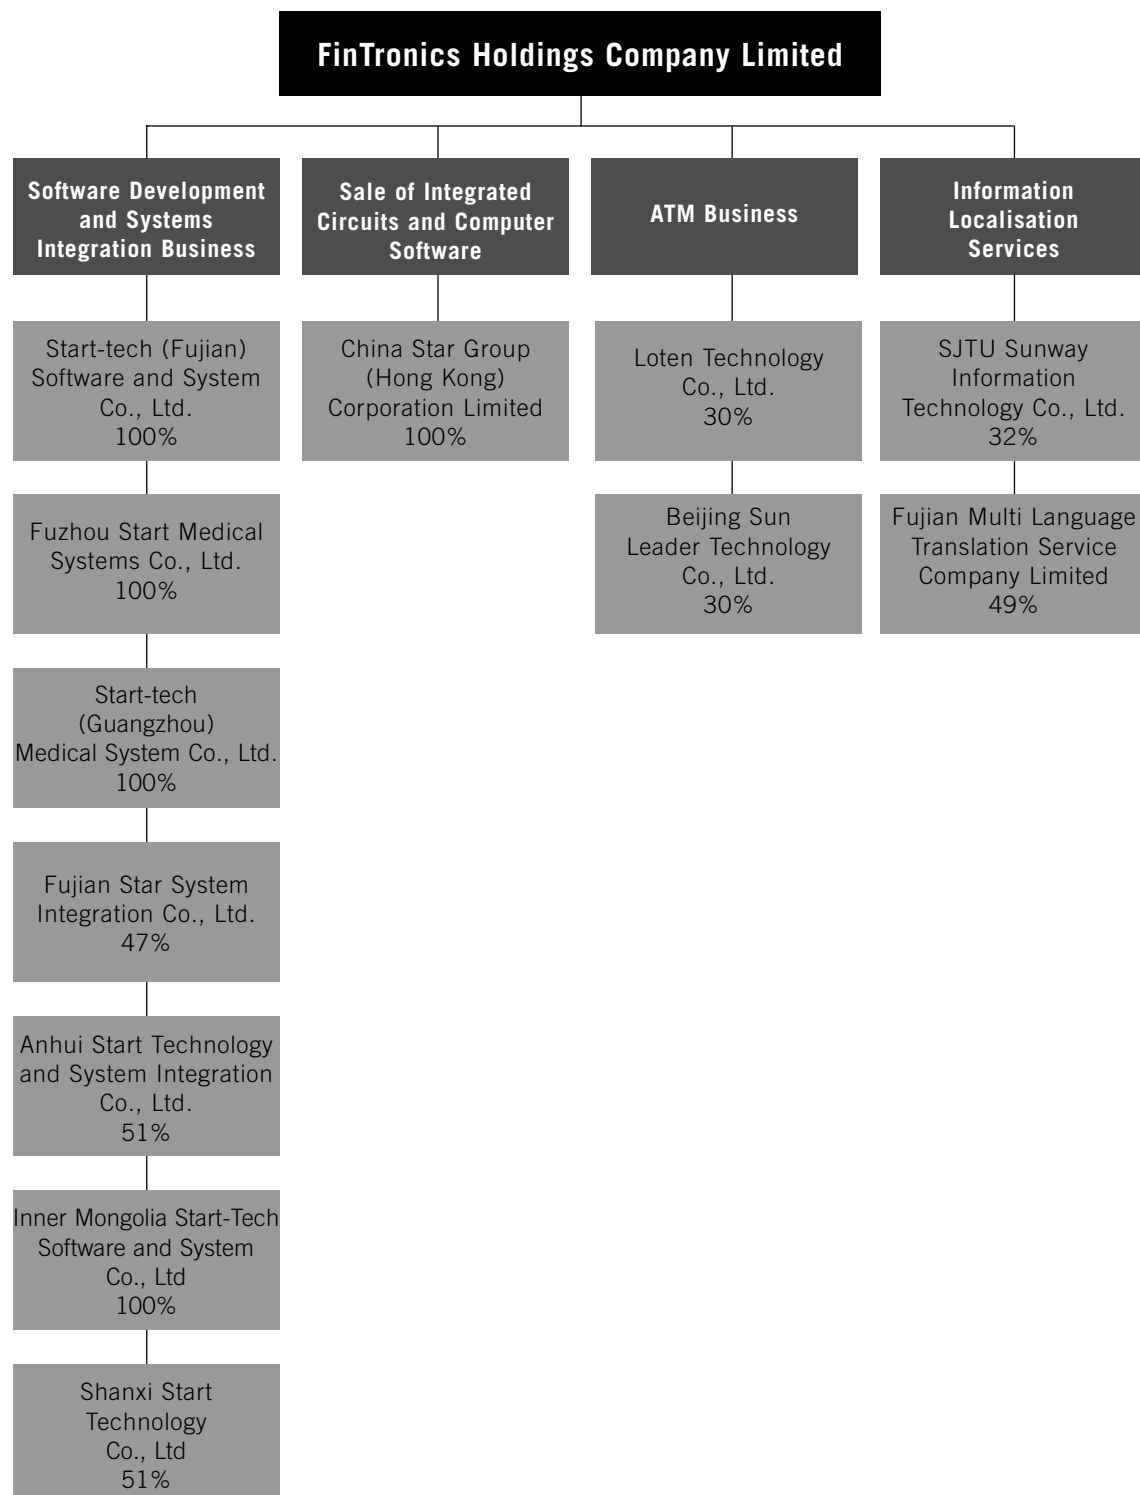 FinTronics Holdings Company Limited
Software Development
and Systems
Integration Business
Sale of Integrated
Circuits and Computer
Software
ATM Business
Information
Localisation
Services
Start-tech (Fujian)
Software and System
Co., Ltd.
100%
China Star Group
(Hong Kong)
Corporation Limited
100%
Loten Technology
Co., Ltd.
30%
SJTU Sunway
Information
Technology Co., Ltd.
32%
Fuzhou Start Medical
Systems Co., Ltd.
100%
Beijing Sun
Leader Technology
Co., Ltd.
30%
Fujian Multi Language
Translation Service
Company Limited
49%
Start-tech
(Guangzhou)
Medical System Co., Ltd.
100%
Fujian Star System
Integration Co., Ltd.
47%
Anhui Start Technology
and System Integration
Co., Ltd.
51%
Inner Mongolia Start-Tech
Software and System
Co., Ltd
100%
Shanxi Start
Technology
Co., Ltd
51%